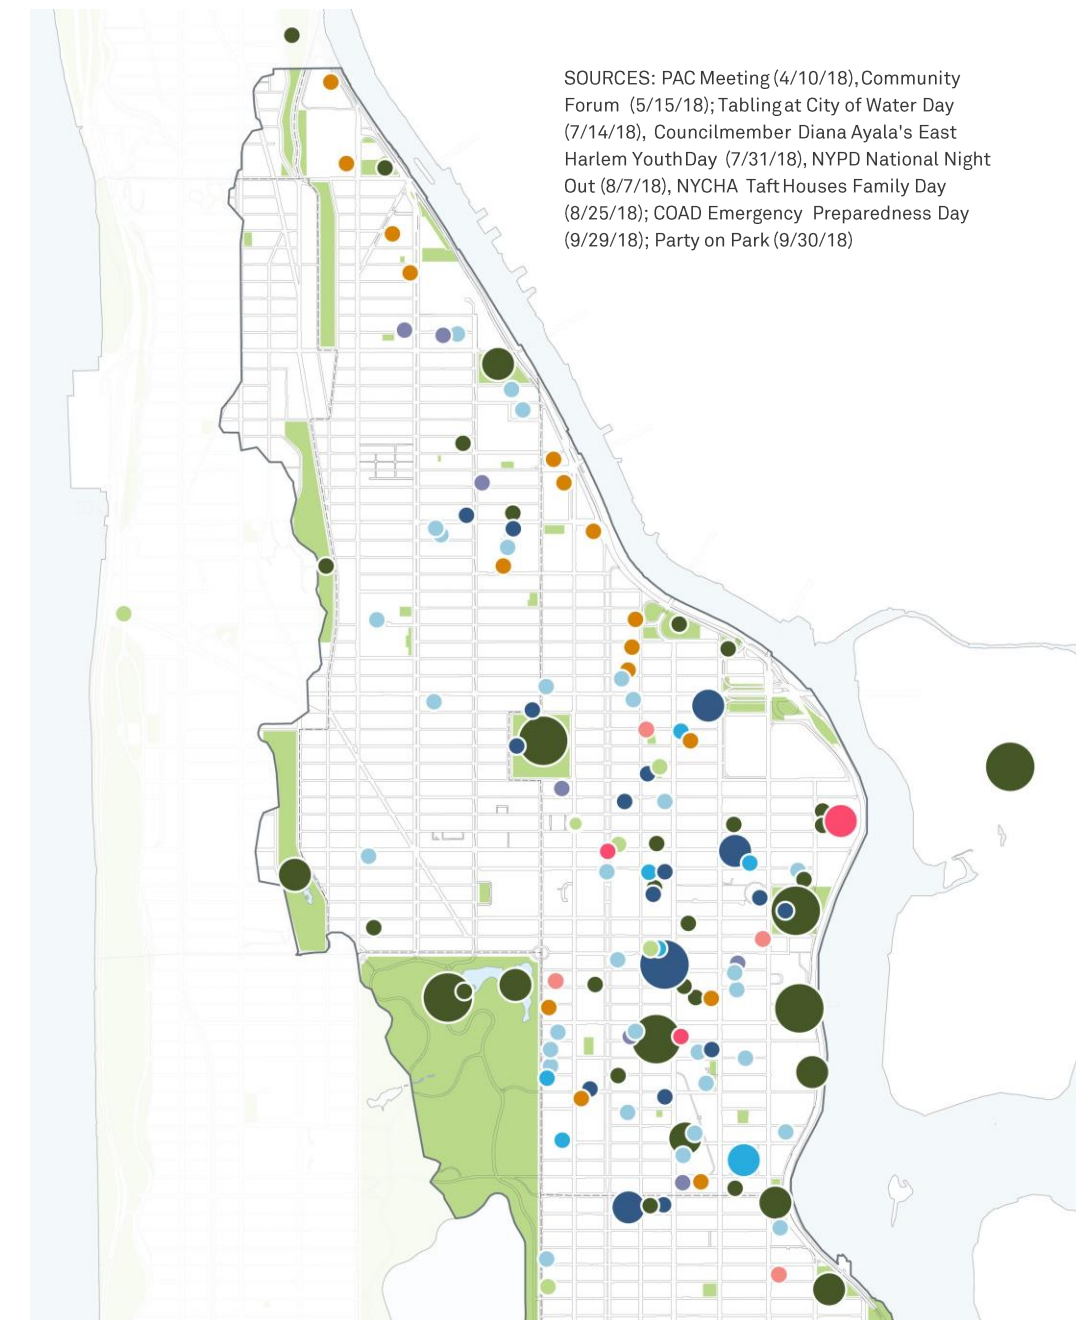 SOURCES: PAC Meeting (4/10/18), Community
Forum (5/15/18); Tabling at City of Water Day
(7/14/18), Councilmember Diana Ayala's East
Harlem Youth Day (7/31/18), NYPD National Night
Out (8/7/18), NYCHA Taft Houses Family Day
(8/25/18); COAD Emergency Preparedness Day
(9/29/18); Party on Park (9/30/18)